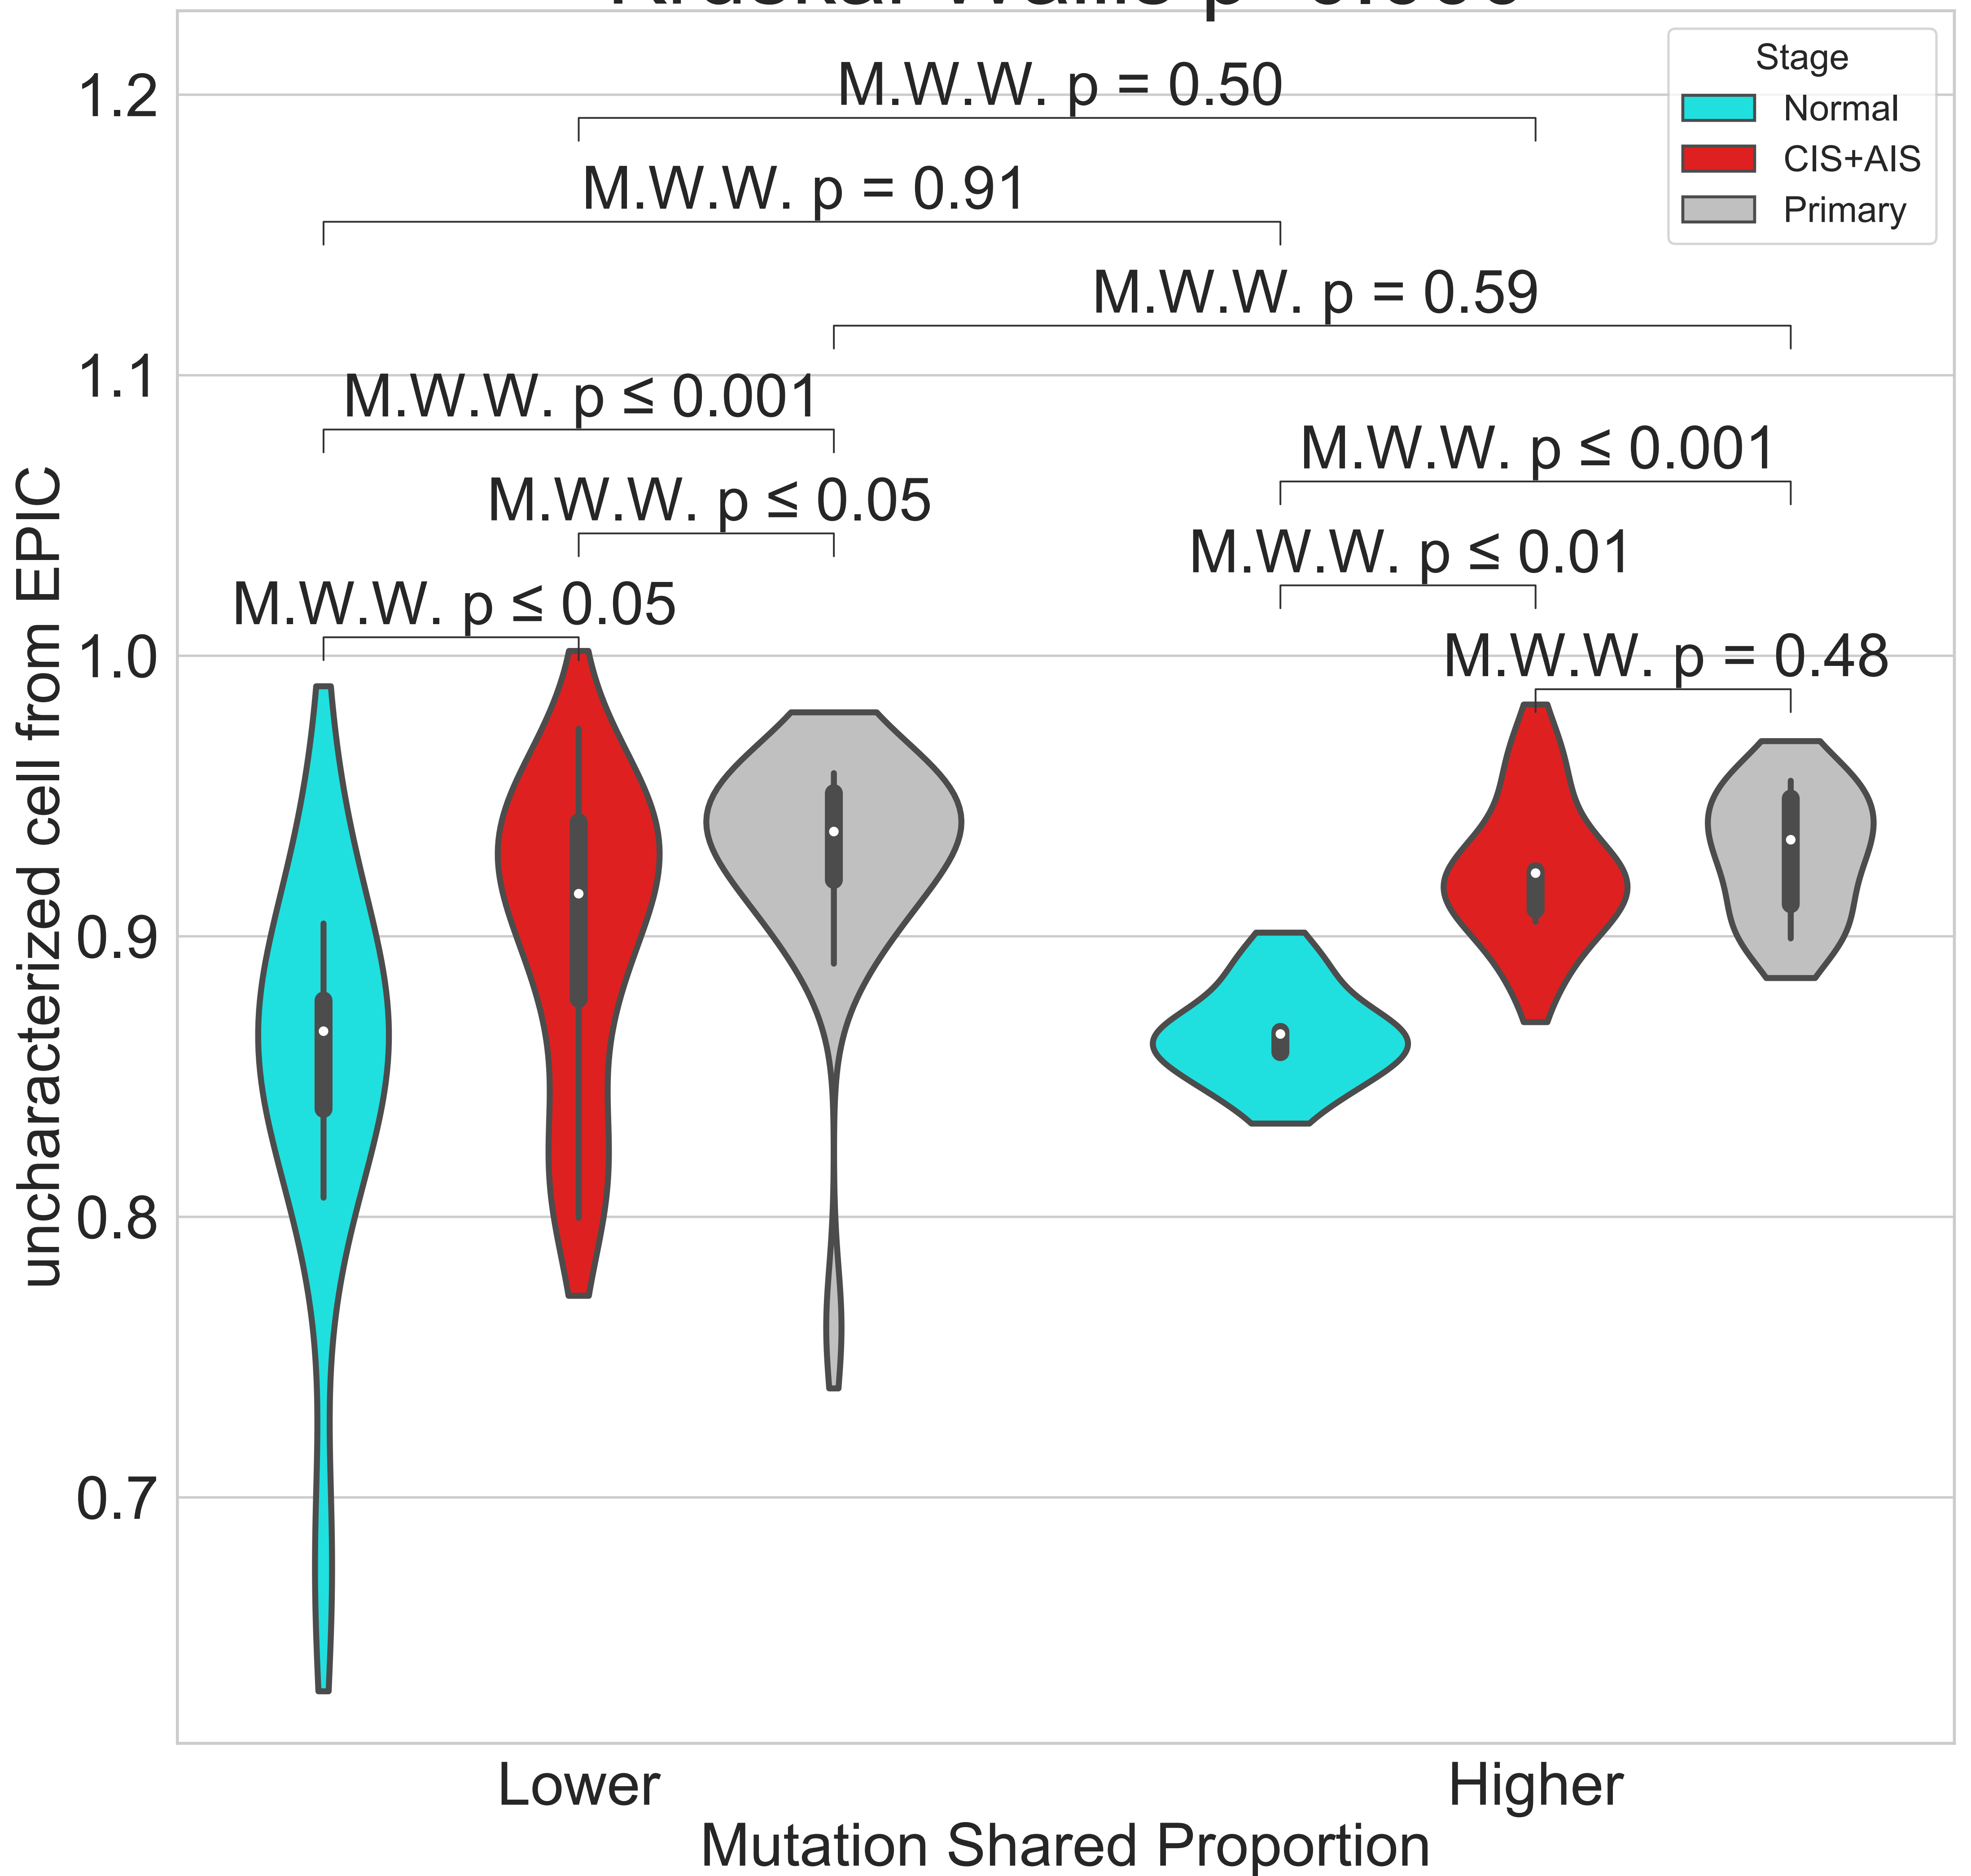 M.W.W. p = 0.50
M.W.W. p = 0.91
M.W.W. p = 0.59
M.W.W. p ≤ 0.001
M.W.W. p ≤ 0.001
M.W.W. p ≤ 0.05
M.W.W. p ≤ 0.01
M.W.W. p ≤ 0.05
M.W.W. p = 0.48
Stage
Normal
CIS+AIS
Primary
1.2
1.1
1.0
0.9
0.8
0.7
uncharacterized cell from EPIC
Lower
Higher
Mutation Shared Proportion